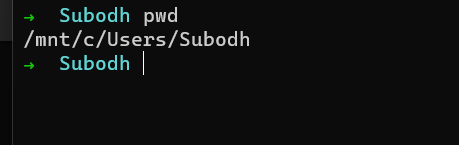 → Subodh pwd
/mnt/c/Users/Subodh
→ Subodh